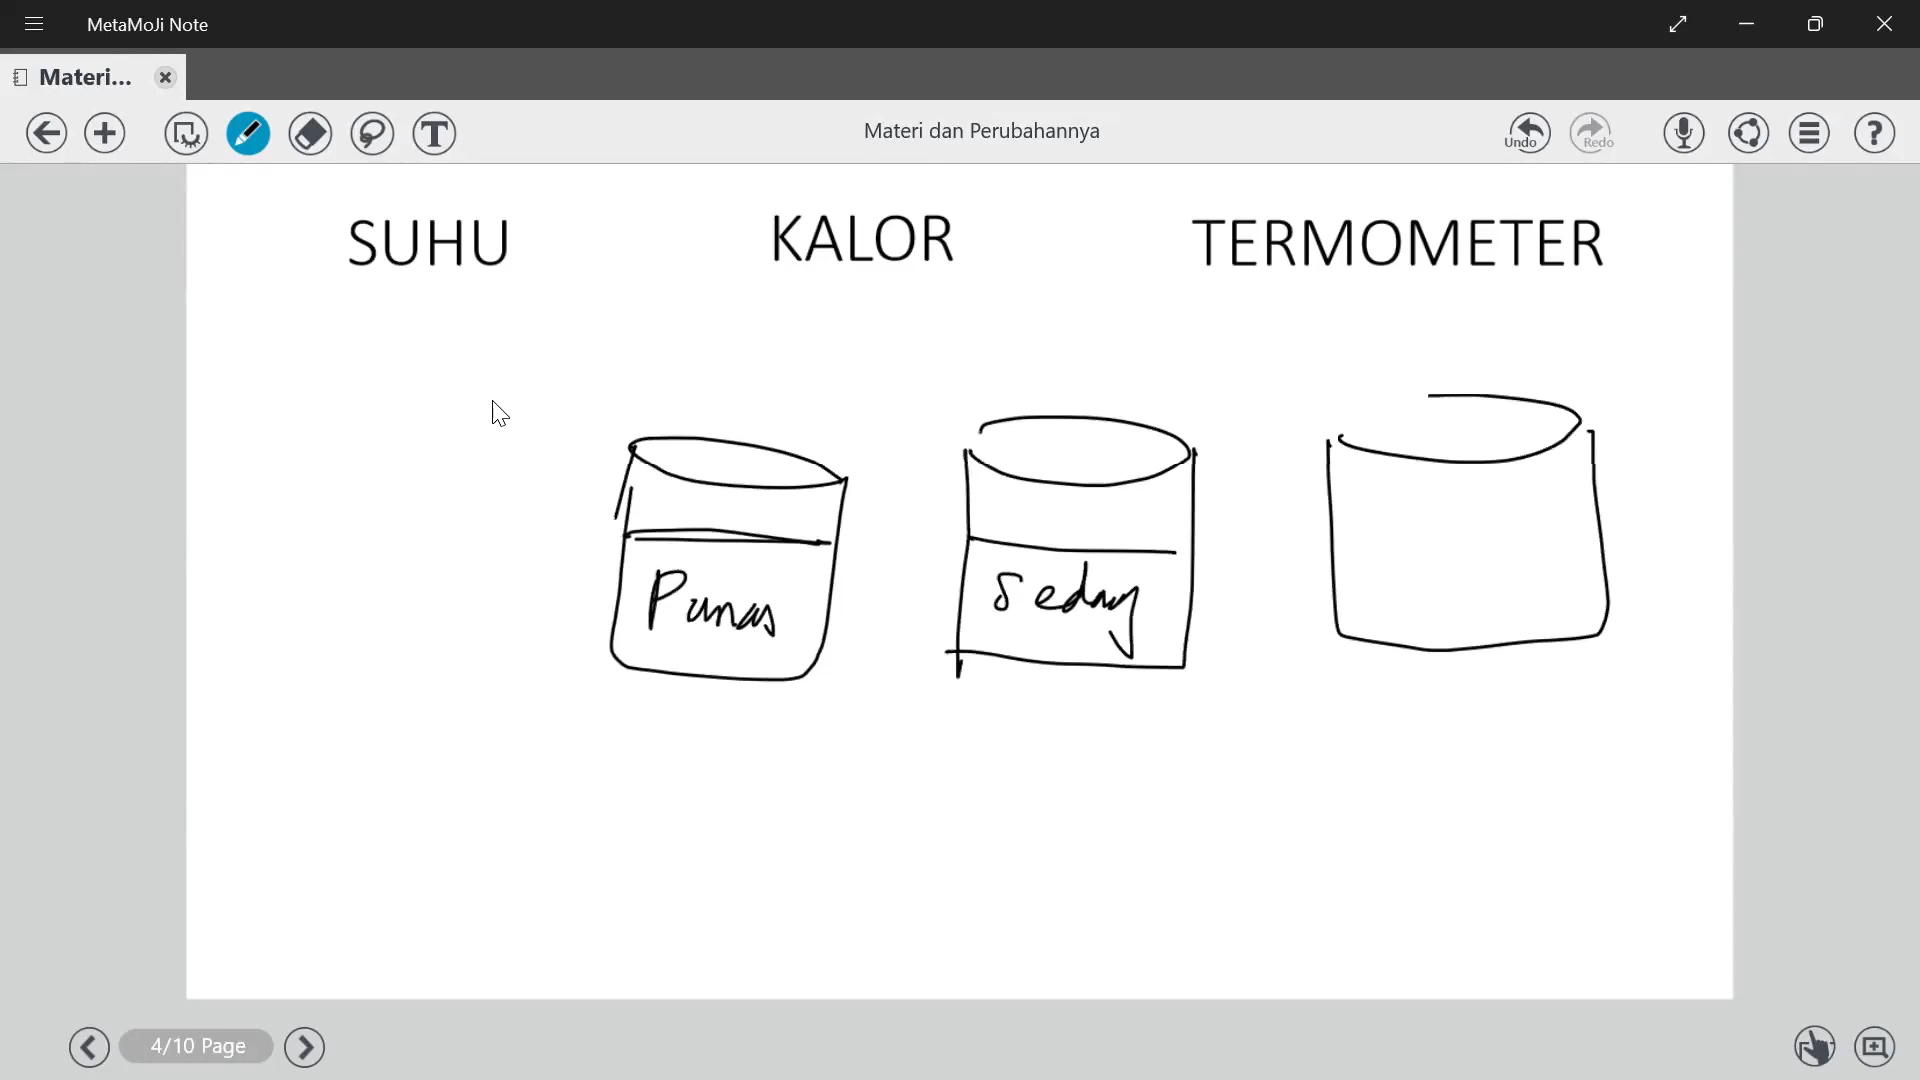 MetaMoJi Note
Materi...
Materi dan Perubahannya
Undo
Redo
SUHU KALOR TERMOMETER
Panas
Sedang
4/10 Page